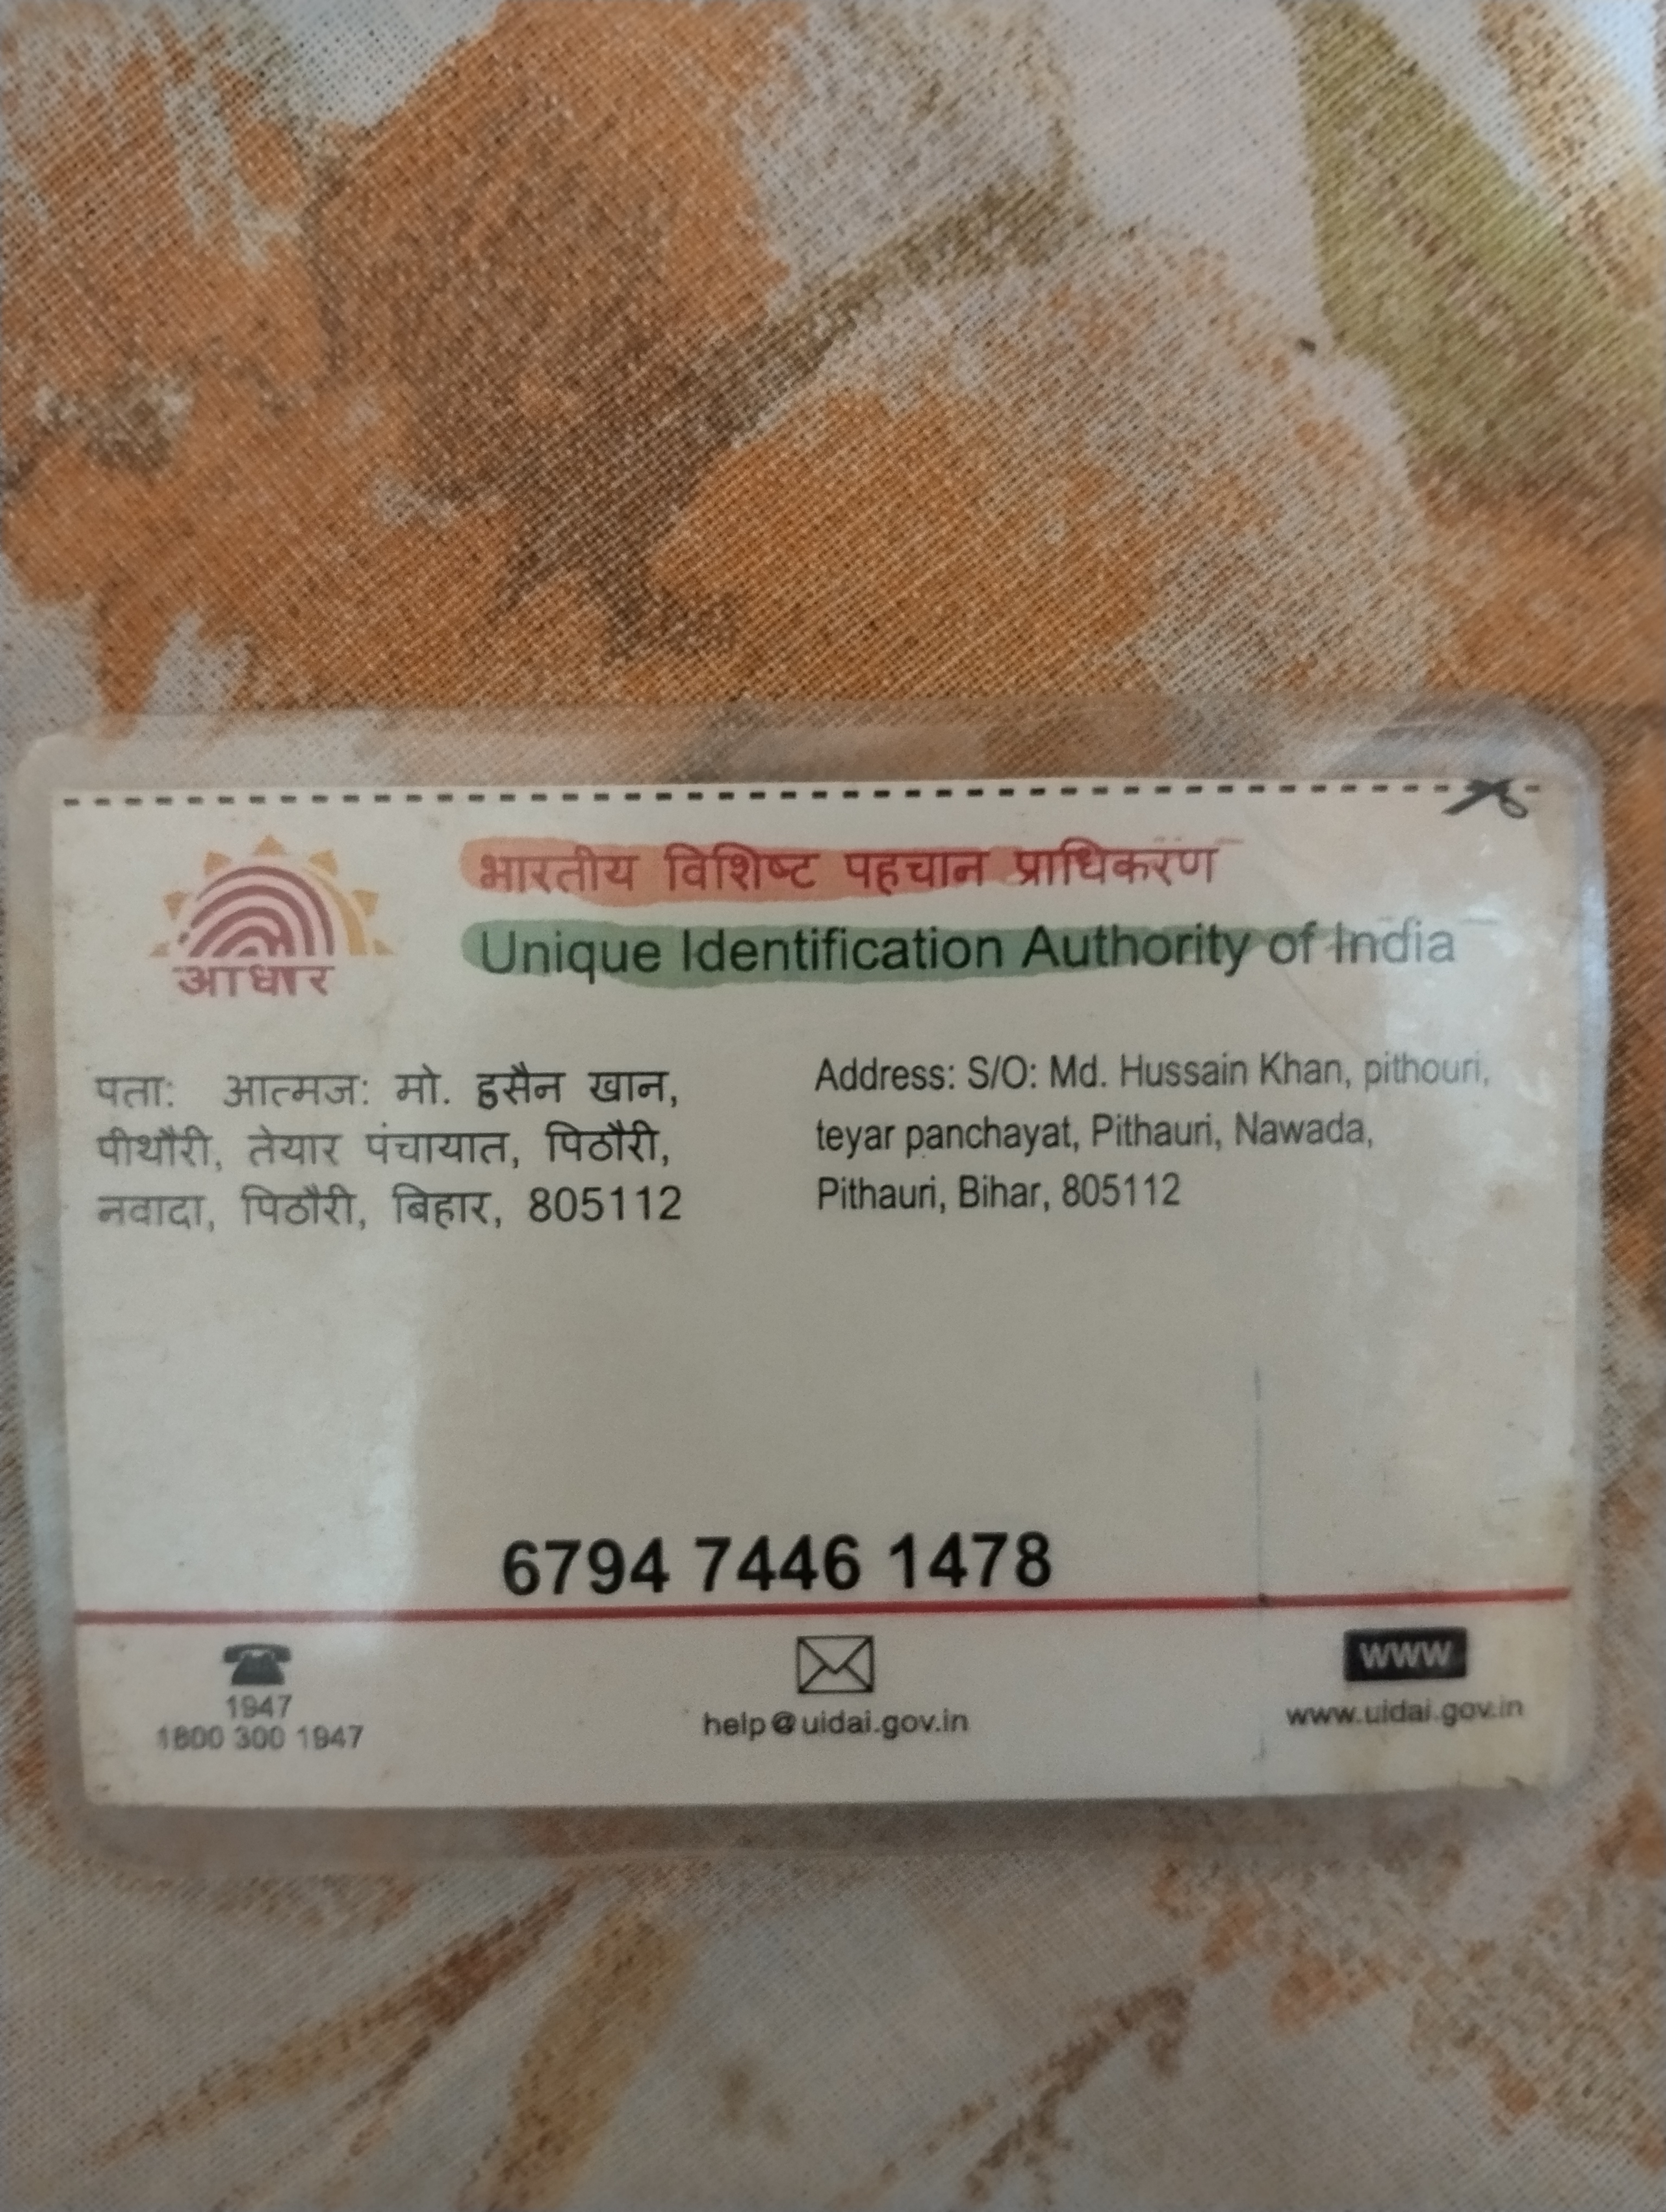 आधार
भारतीय विशिष्ट पहचान प्राधिकरण
Unique Identification Authority of India
पता: आत्मज: मो. हुसैन खान,
पीथौरी, तेयार पंचायात, पिठौरी,
नवादा, पिठौरी, बिहार, 805112
Address: S/O: Md. Hussain Khan, pithouri,
teyar panchayat, Pithauri, Nawada,
Pithauri, Bihar, 805112
6794 7446 1478
1947
1800 300 1947
help@uidai.gov.in
www
www.uidai.gov.in